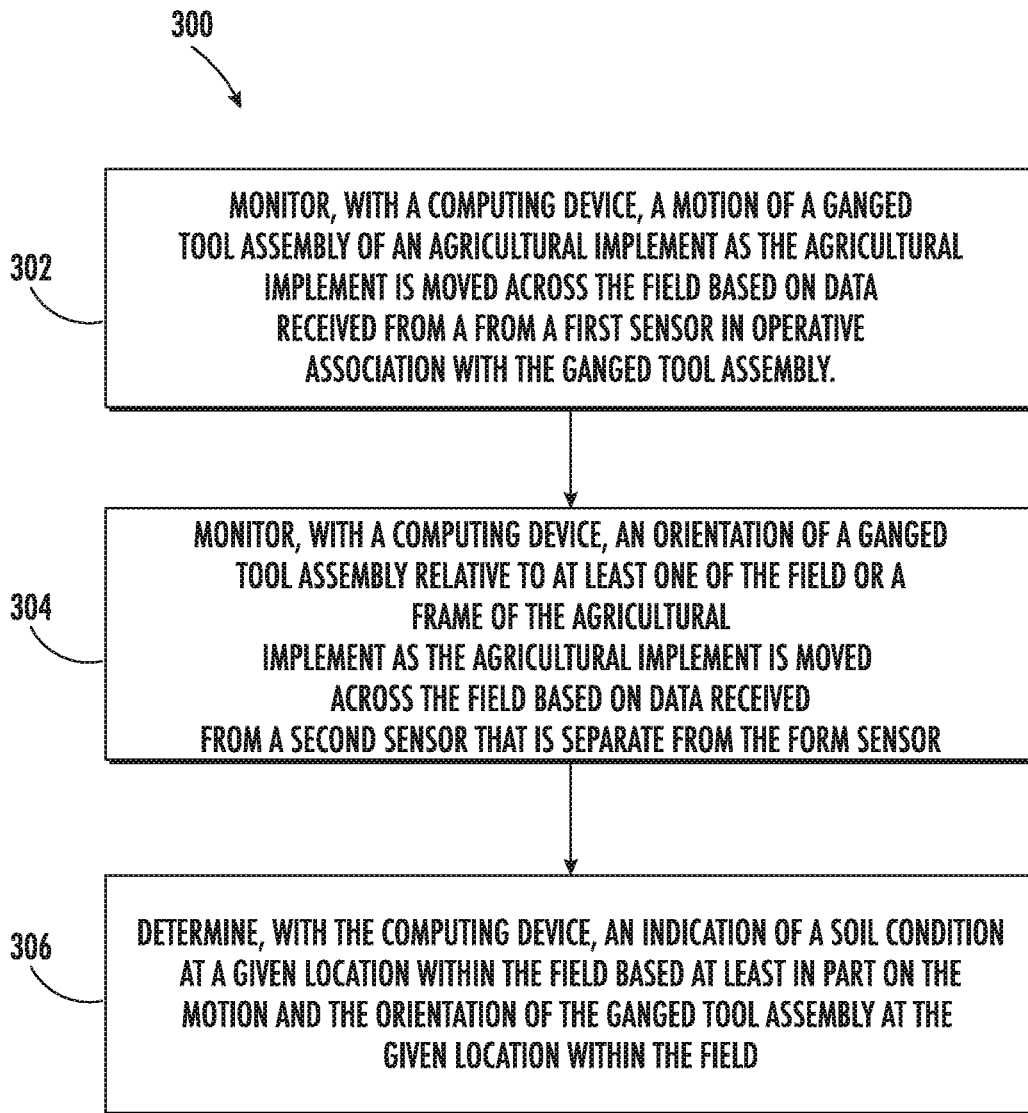 300
302
MONITOR, WITH A COMPUTING DEVICE, A MOTION OF A GANGED
TOOL ASSEMBLY OF AN AGRICULTURAL IMPLEMENT AS THE AGRICULTURAL
IMPLEMENT IS MOVED ACROSS THE FIELD BASED ON DATA
RECEIVED FROM A FROM A FIRST SENSOR IN OPERATIVE
ASSOCIATION WITH THE GANGED TOOL ASSEMBLY.
304
MONITOR, WITH A COMPUTING DEVICE, AN ORIENTATION OF A GANGED
TOOL ASSEMBLY RELATIVE TO AT LEAST ONE OF THE FIELD OR A
FRAME OF THE AGRICULTURAL
IMPLEMENT AS THE AGRICULTURAL IMPLEMENT IS MOVED
ACROSS THE FIELD BASED ON DATA RECEIVED
FROM A SECOND SENSOR THAT IS SEPARATE FROM THE FORM SENSOR
306
DETERMINE, WITH THE COMPUTING DEVICE, AN INDICATION OF A SOIL CONDITION
AT A GIVEN LOCATION WITHIN THE FIELD BASED AT LEAST IN PART ON THE
MOTION AND THE ORIENTATION OF THE GANGED TOOL ASSEMBLY AT THE
GIVEN LOCATION WITHIN THE FIELD